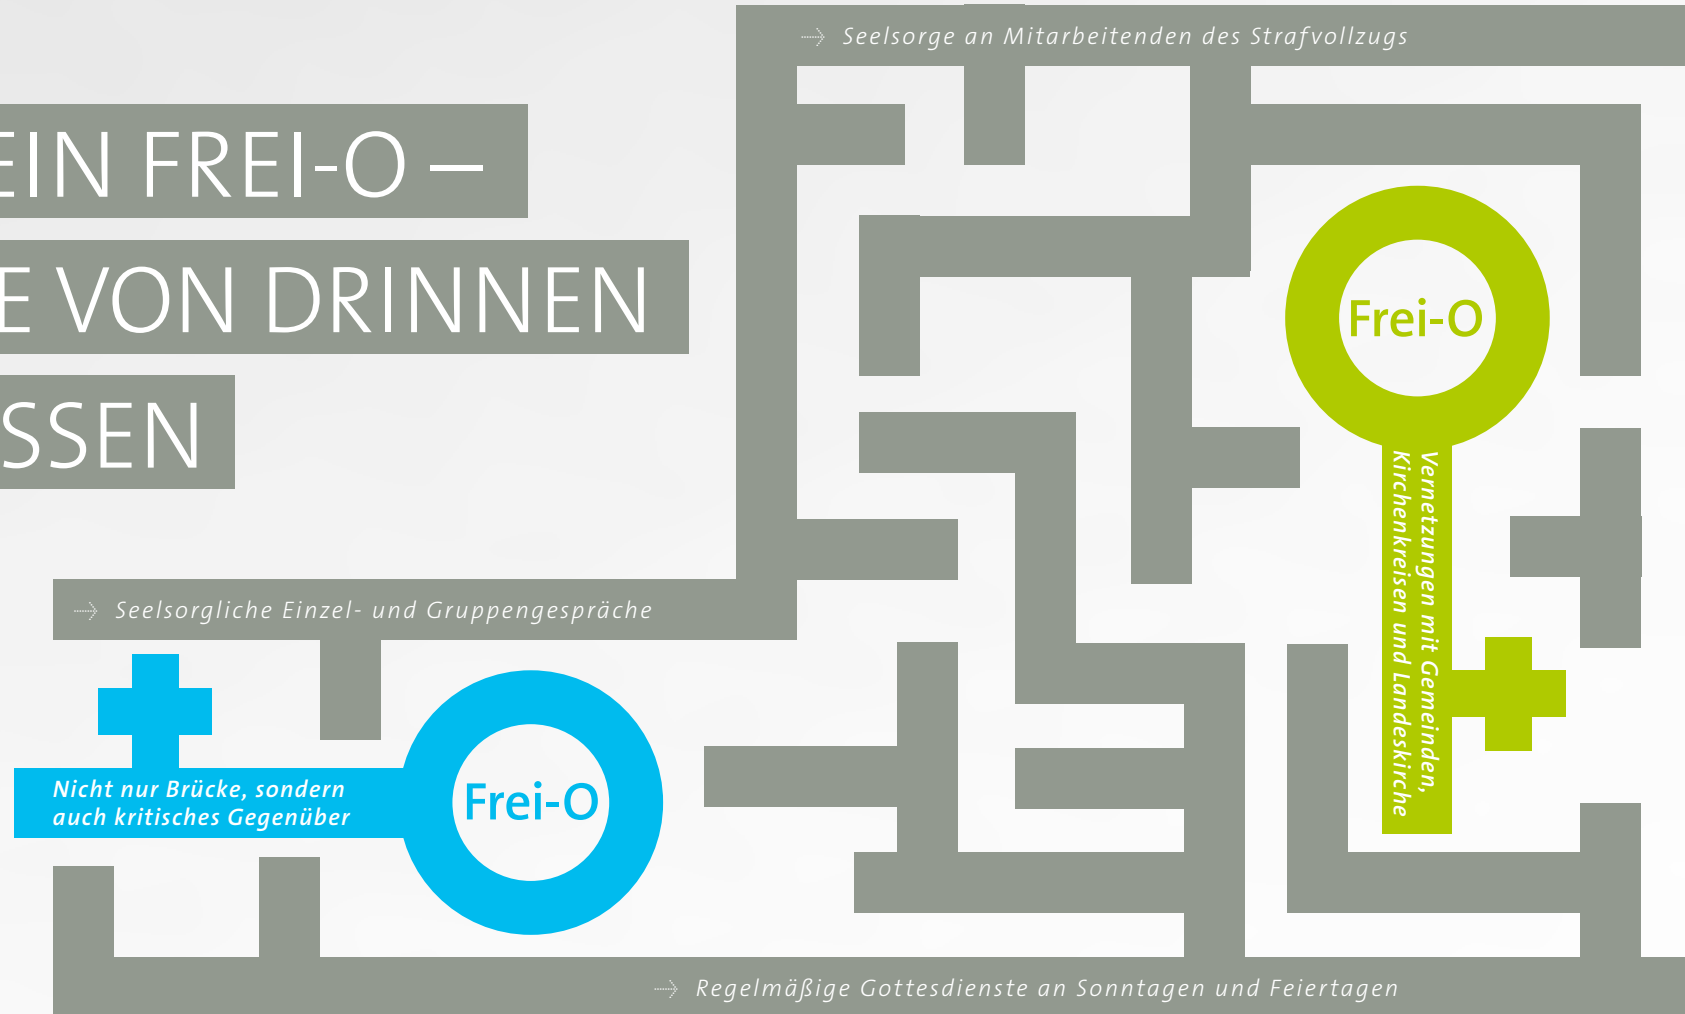 EIN FREI-O –
E VON DRINNEN
SSEN
→ Seelsorge an Mitarbeitenden des Strafvollzugs
Frei-O
Vernetzungen mit Gemeinden,
Kirchenkreisen und Landeskirche
→ Seelsorgliche Einzel- und Gruppengespräche
Nicht nur Brücke, sondern
auch kritisches Gegenüber
Frei-O
→ Regelmäßige Gottesdienste an Sonntagen und Feiertagen